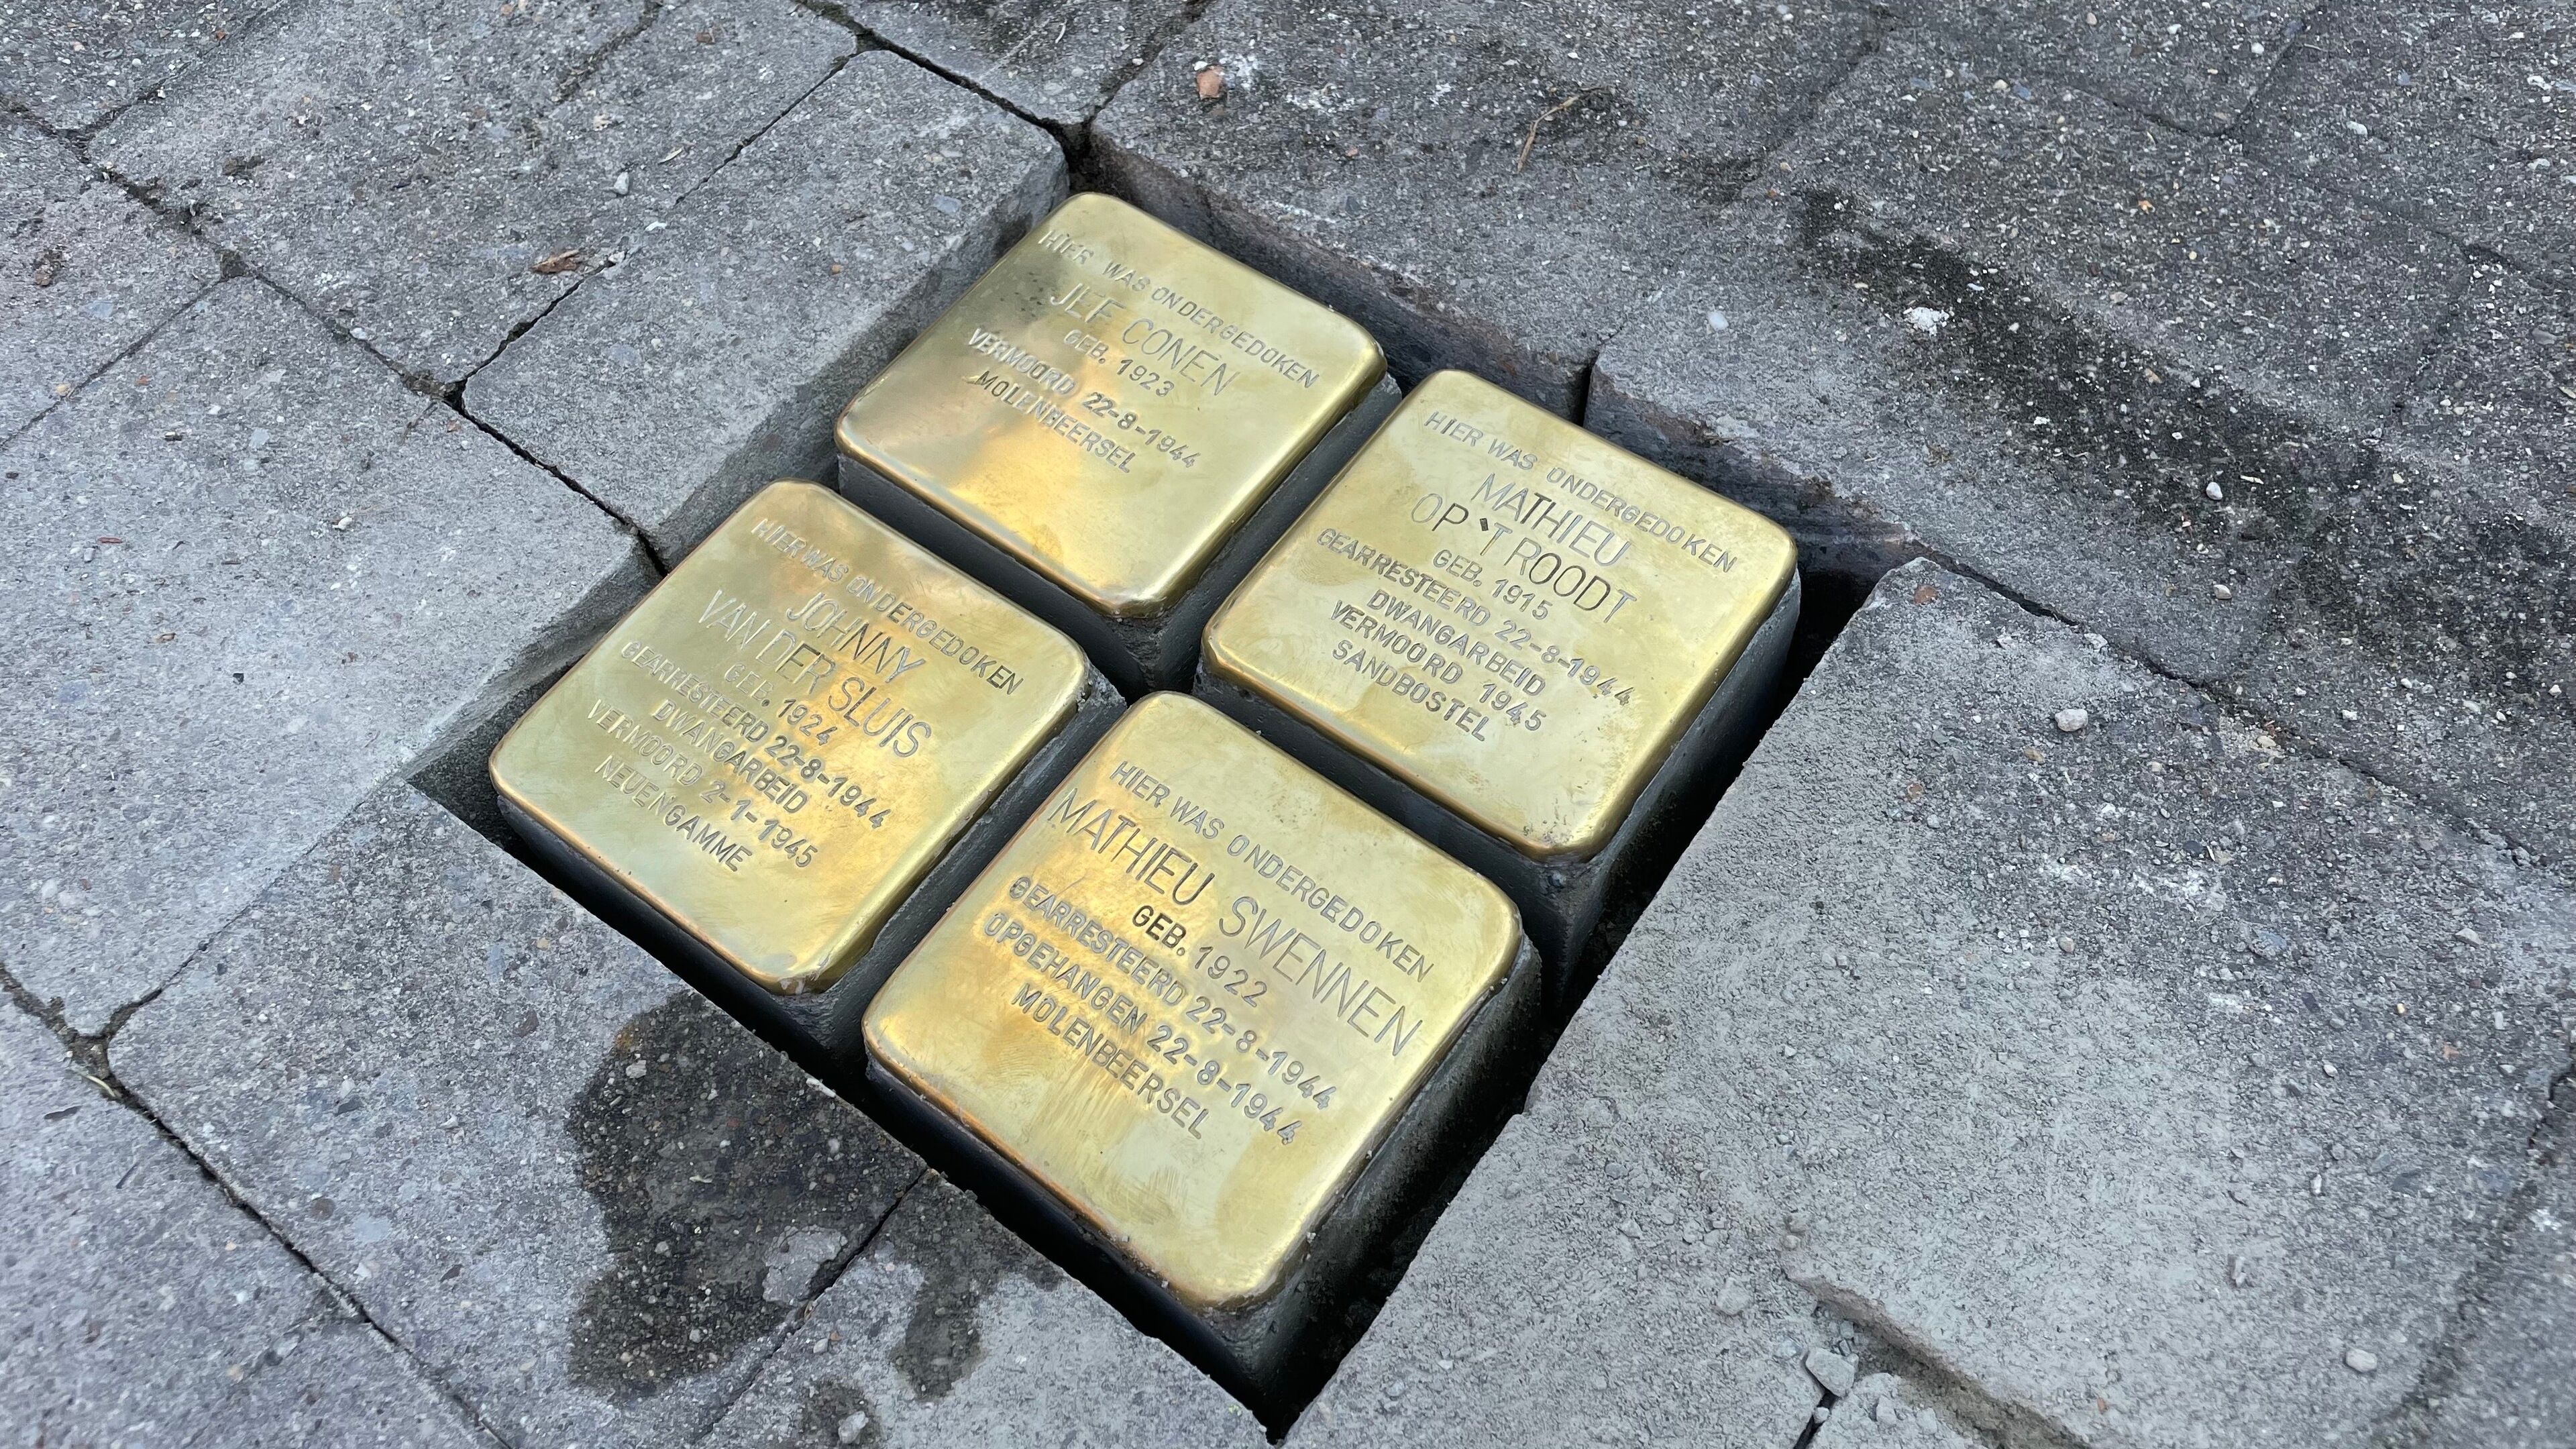 HIER WAS ONDERGEDOKEN
JEF CONEN
GEB. 1923
VERMOORD 22-8-1944
MOLENBEERSEL
HIER WAS ONDERGEDOKEN
MATHIEU
OP 'T ROODT
GEB. 1915
GEARRESTEERD 22-8-1944
DWANGARBEID
VERMOORD 1945
SANDBOSTEL
HIER WAS ONDERGEDOKEN
JOHNNY
VAN DER SLUIS
GEB. 1924
GEARRESTEERD 22-8-1944
DWANGARBEID
VERMOORD 2-1-1945
NEUENGAMME
HIER WAS ONDERGEDOKEN
MATHIEU SWENNEN
GEB. 1922
GEARRESTEERD 22-8-1944
OPGEHANGEN 22-8-1944
MOLENBEERSEL